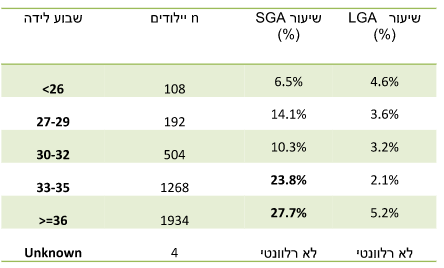 שבוע לידה n יילודים שיעור SGA (%) שיעור LGA (%)
<26 108 6.5% 4.6%
27-29 192 14.1% 3.6%
30-32 504 10.3% 3.2%
33-35 1268 23.8% 2.1%
>=36 1934 27.7% 5.2%
Unknown 4 לא רלוונטי לא רלוונטי